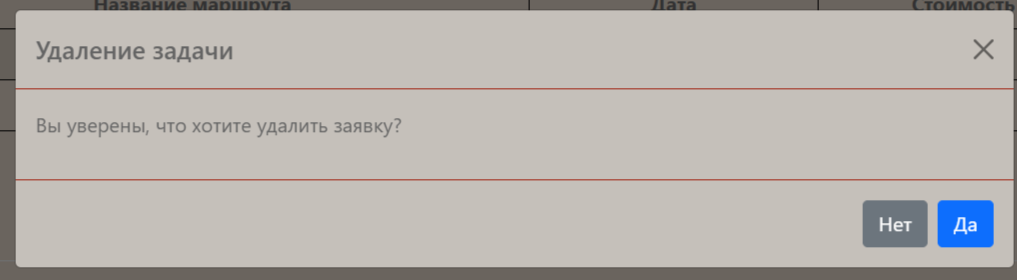 Название маршрута Дата Стоимость
Удаление задачи
Вы уверены, что хотите удалить заявку?
Нет Да